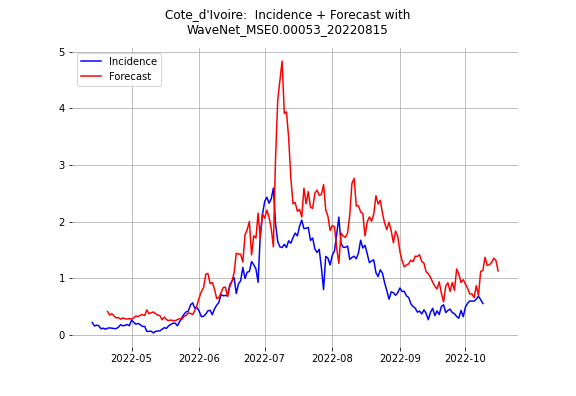 Cote_d'Ivoire:  Incidence + Forecast with
WaveNet_MSE0.00053_20220815
Incidence
Forecast
5
4
3
2
1
0
2022-05 2022-06 2022-07 2022-08 2022-09 2022-10